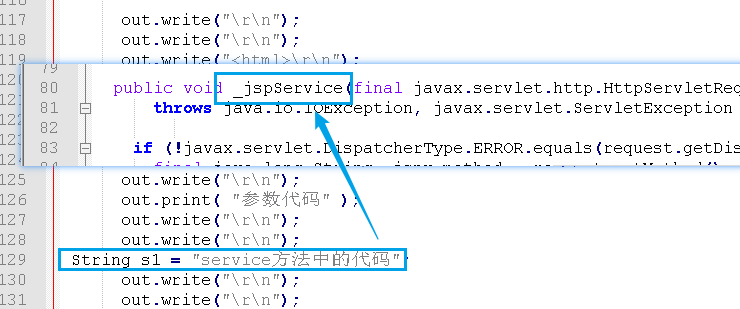 117 out.write("\r\n");
118 out.write("\r\n");
119 out.write("<html>\r\n");
80 public void _jspService(final javax.servlet.http.HttpServletReq
81 throws java.io.IOException, javax.servlet.ServletException
82
83 if (!javax.servlet.DispatcherType.ERROR.equals(request.getDis
125 out.write("\r\n");
126 out.print( "参数代码" );
127 out.write("\r\n");
128 out.write("\r\n");
129 String s1 = "service方法中的代码";
130 out.write("\r\n");
131 out.write("\r\n");